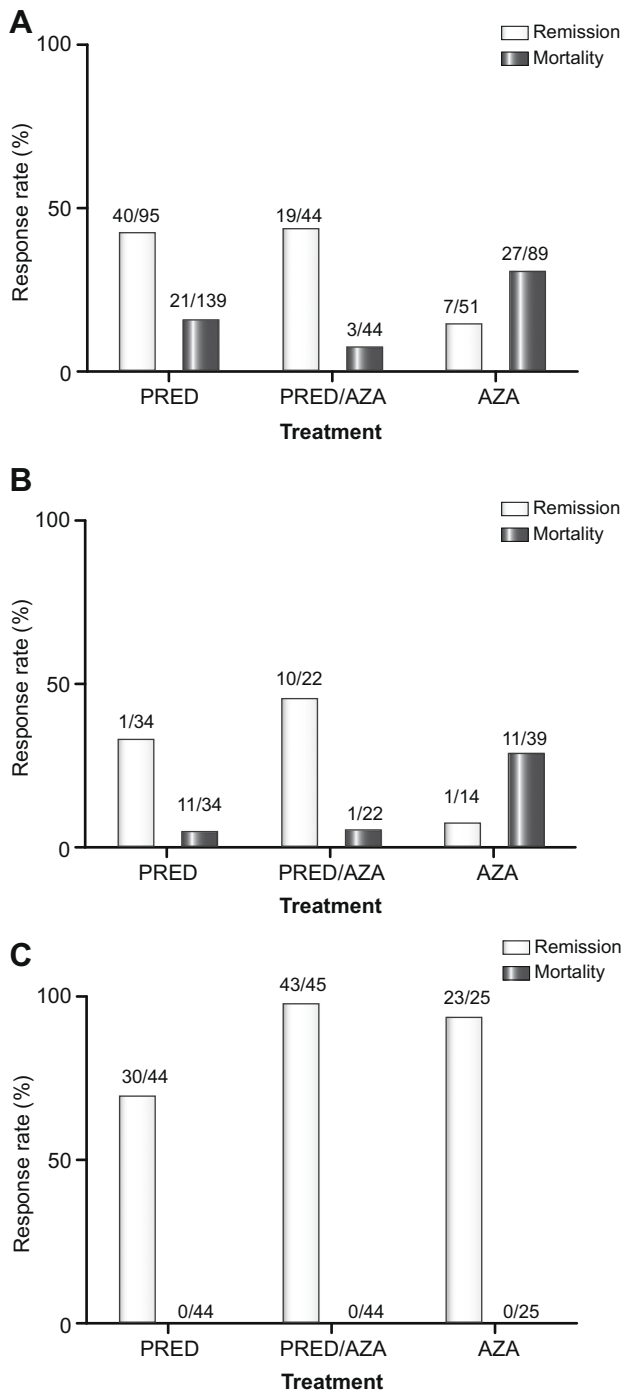 A
100
Remission
Mortality
Response rate (%)
50
40/95
19/44
27/89
21/139
3/44
7/51
0
PRED
PRED/AZA
AZA
Treatment
B
Remission
100
Mortality
Response rate (%)
50
10/22
1/34
11/39
11/34
1/22
1/14
0
PRED
PRED/AZA
AZA
Treatment
C
Remission
Mortality
100
43/45
23/25
Response rate (%)
30/44
50
0
0/44
0/44
0/25
PRED
PRED/AZA
AZA
Treatment